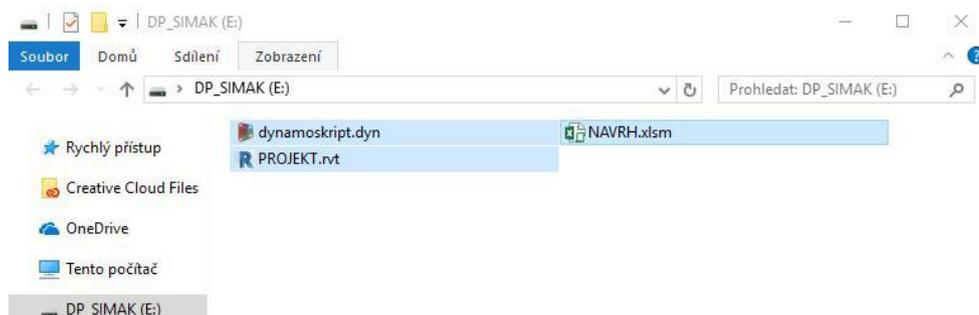 DP_SIMAK (E:)
Soubor Domů Sdílení Zobrazení
DP_SIMAK (E:) Prohledat: DP_SIMAK (E:)
Rychlý přístup
Creative Cloud Files
OneDrive
Tento počítač
DP_SIMAK (E:)
dynamoskript.dyn NAVRH.xlsm
PROJEKT.rvt